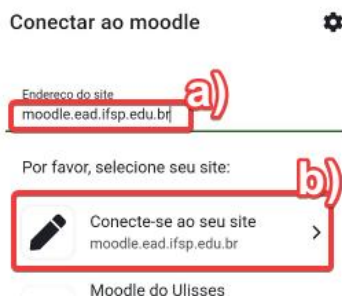 Conectar ao moodle
Endereço do site
a)
moodle.ead.ifsp.edu.br
Por favor, selecione seu site:
b)
Conecte-se ao seu site
moodle.ead.ifsp.edu.br
Moodle do Ulisses